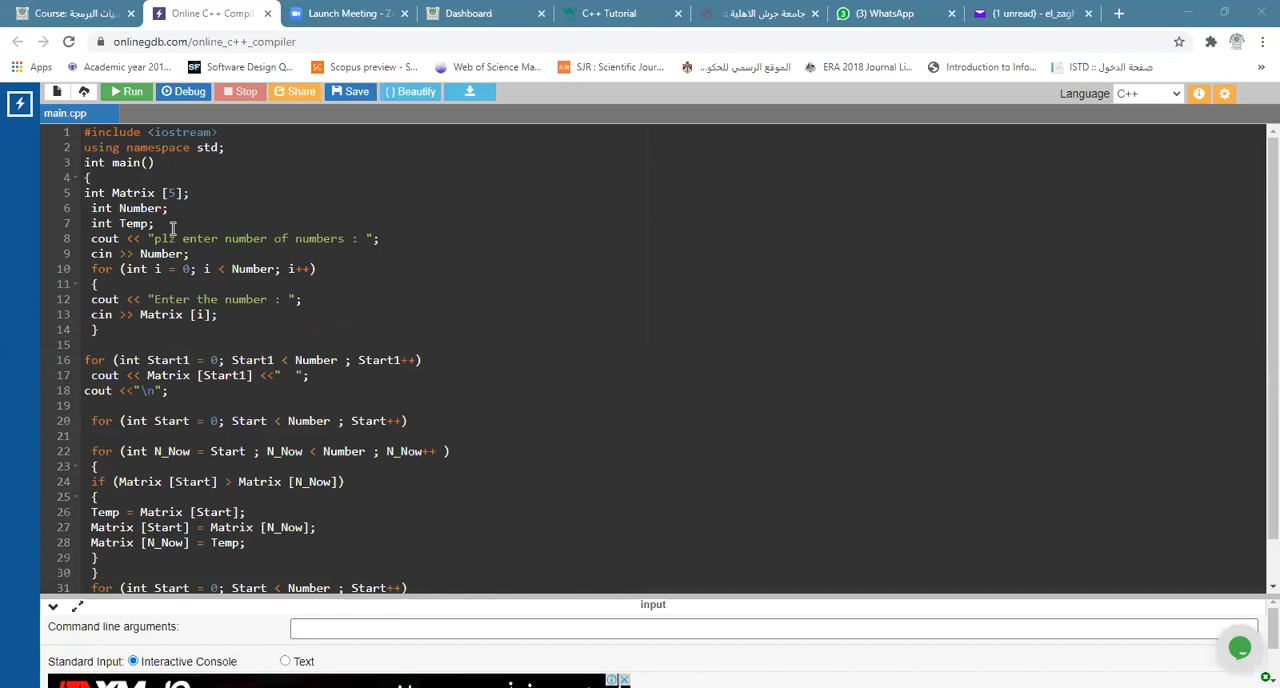 Course: أساسيات البرمجة
Online C++ Compil
Launch Meeting - Z
Dashboard
C++ Tutorial
جامعة جرش الاهلية ::
(3) WhatsApp
(1 unread) - el_zagh
onlinegdb.com/online_c++_compiler
Apps
Academic year 201...
Software Design Q...
Scopus preview - S...
Web of Science Ma...
SJR : Scientific Jour...
الموقع الرسمي للحكو...
ERA 2018 Journal Li...
Introduction to Info...
ISTD :: صفحة الدخول
»
Run
Debug
Stop
Share
Save
{ } Beautify
Language
C++
main.cpp
1 #include <iostream>
2 using namespace std;
3 int main()
4 {
5 int Matrix [5];
6 int Number;
7 int Temp;
8 cout << "plz enter number of numbers : ";
9 cin >> Number;
10 for (int i = 0; i < Number; i++)
11 {
12 cout << "Enter the number : ";
13 cin >> Matrix [i];
14 }
15
16 for (int Start1 = 0; Start1 < Number ; Start1++)
17 cout << Matrix [Start1] <<"  ";
18 cout <<"\n";
19
20 for (int Start = 0; Start < Number ; Start++)
21
22 for (int N_Now = Start ; N_Now < Number ; N_Now++ )
23 {
24 if (Matrix [Start] > Matrix [N_Now])
25 {
26 Temp = Matrix [Start];
27 Matrix [Start] = Matrix [N_Now];
28 Matrix [N_Now] = Temp;
29 }
30 }
31 for (int Start = 0; Start < Number ; Start++)
input
Command line arguments:
Standard Input:
Interactive Console
Text